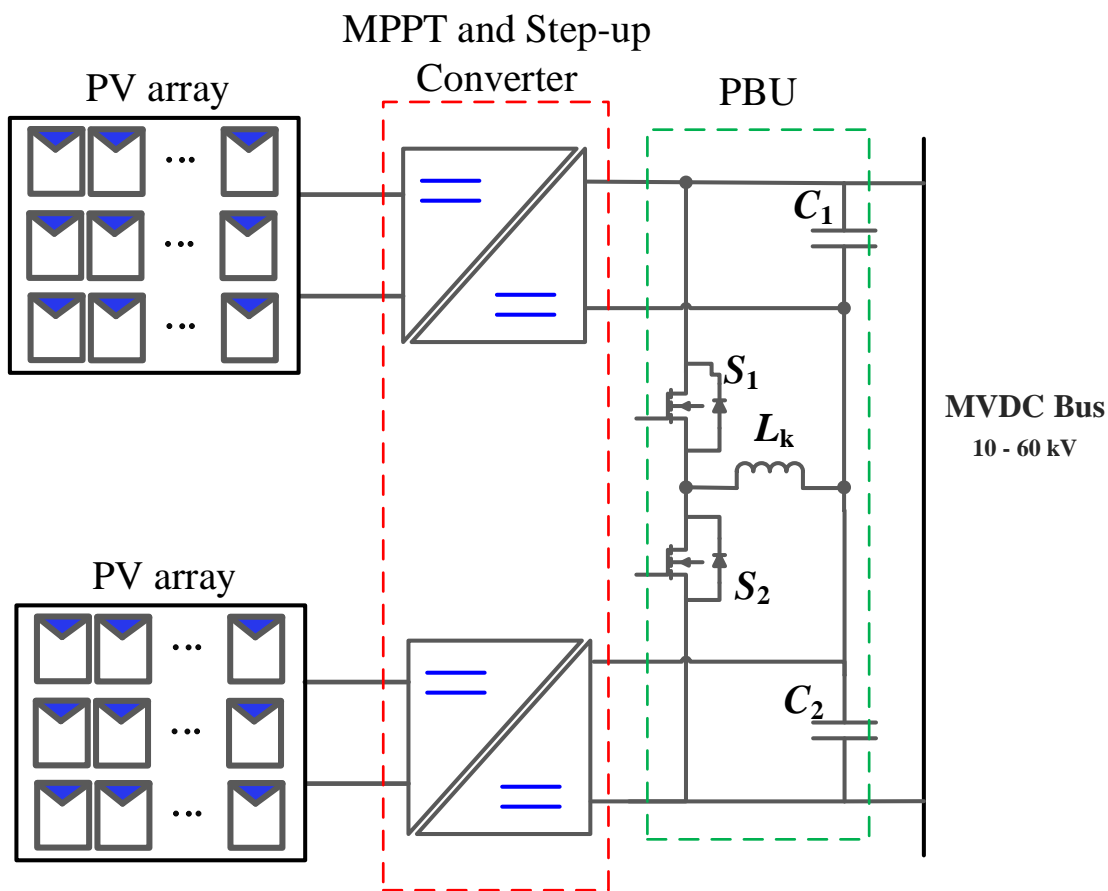 MPPT and Step-up
Converter
PV array
PBU
C1
S1
Lk
MVDC Bus
10 - 60 kV
S2
PV array
C2